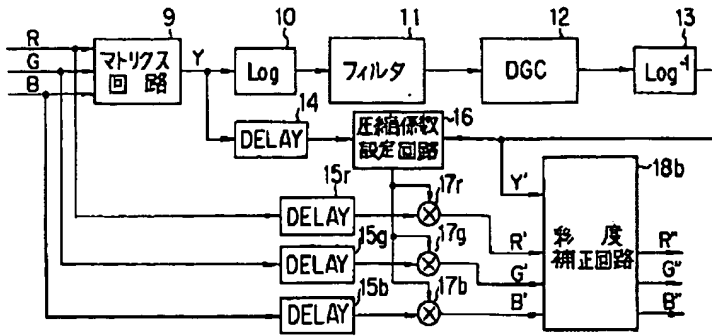 9
10
11
12
13
R
G
B
マトリクス
回路
Y
Log
フィルタ
DGC
Log⁻¹
14
DELAY
16
圧縮係数
設定回路
15r
DELAY
17r
Y'
18b
15g
DELAY
17g
R'
彩度
補正回路
R"
G'
G"
15b
DELAY
17b
B'
B"